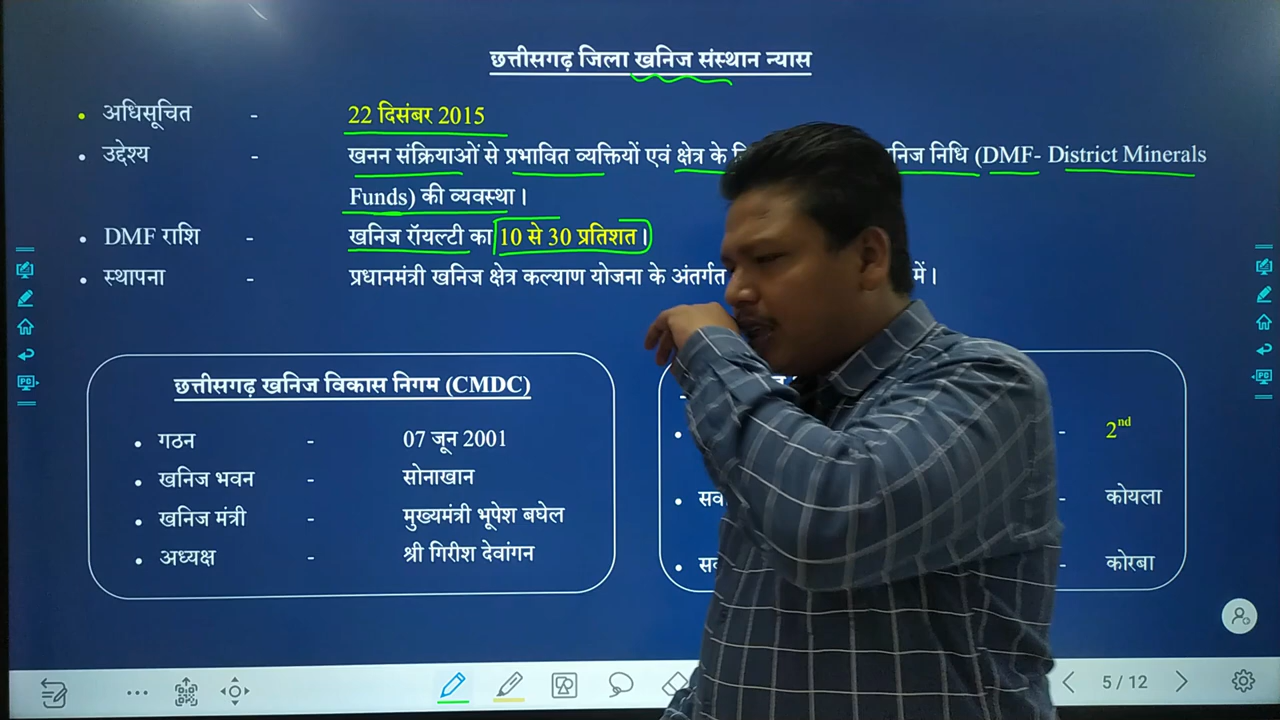 छत्तीसगढ़ जिला खनिज संस्थान न्यास
• अधिसूचित - 22 दिसंबर 2015
• उद्देश्य - खनन संक्रियाओं से प्रभावित व्यक्तियों एवं क्षेत्र के निज निधि (DMF- District Minerals
Funds) की व्यवस्था।
• DMF राशि - खनिज रॉयल्टी का 10 से 30 प्रतिशत।
• स्थापना - प्रधानमंत्री खनिज क्षेत्र कल्याण योजना के अंतर्गत में।
छत्तीसगढ़ खनिज विकास निगम (CMDC)
• गठन - 07 जून 2001
• खनिज भवन - सोनाखान
• खनिज मंत्री - मुख्यमंत्री भूपेश बघेल
• अध्यक्ष - श्री गिरीश देवांगन
• - 2nd
• सव - कोयला
• - कोरबा
5 / 12